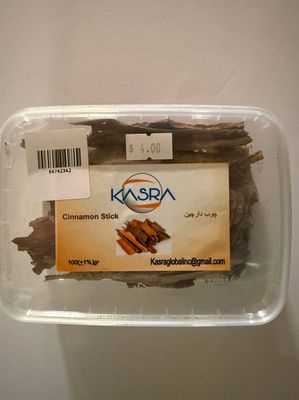 $ 4.00
64742342
KASRA
Cinnamon Stick
چوب دارچین
100(±1%)gr
Kasraglobalinc@gmail.com